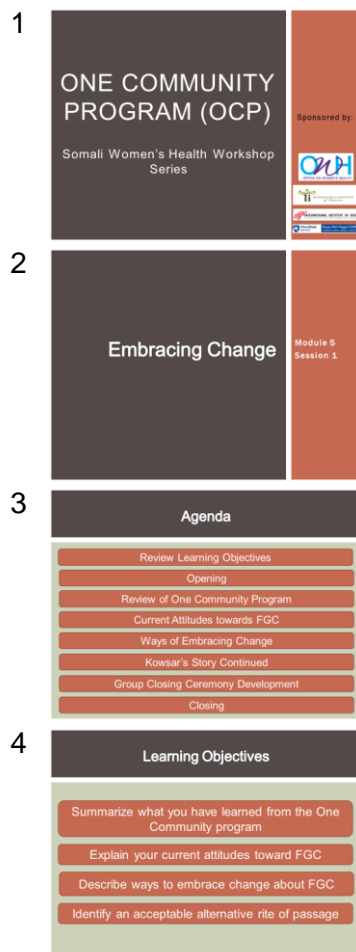 1
ONE COMMUNITY
PROGRAM (OCP)
Somali Women's Health Workshop
Series
Sponsored by:
OWH
OFFICE ON WOMEN'S HEALTH
2
Embracing Change
Module 5
Session 1
3
Agenda
Review Learning Objectives
Opening
Review of One Community Program
Current Attitudes towards FGC
Ways of Embracing Change
Kowsar's Story Continued
Group Closing Ceremony Development
Closing
4
Learning Objectives
Summarize what you have learned from the One
Community program
Explain your current attitudes toward FGC
Describe ways to embrace change about FGC
Identify an acceptable alternative rite of passage